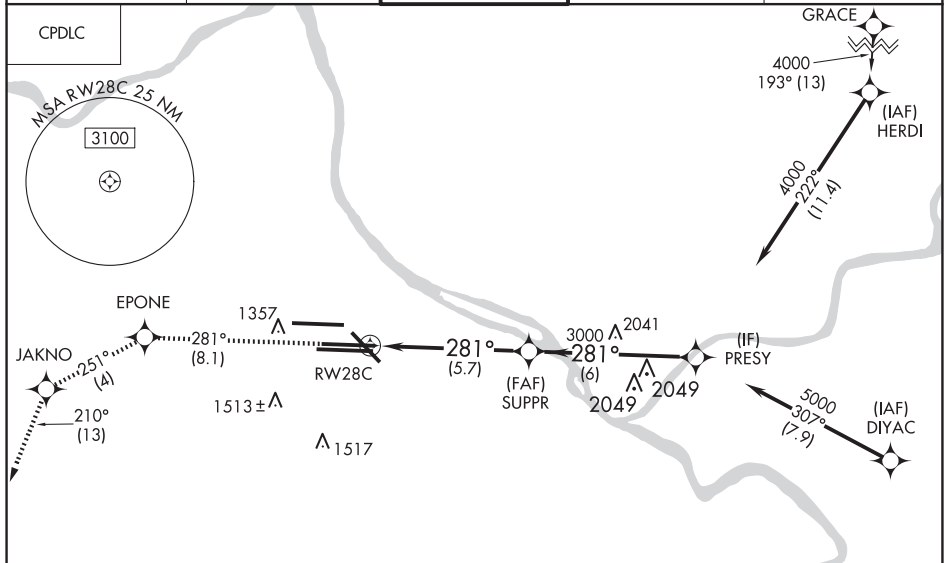 CPDLC
MSA RW28C 25 NM
3100
GRACE
4000
193° (13)
(IAF)
HERDI
4000
222°
(11.4)
EPONE
JAKNO
251°
(4)
210°
(13)
281°
(8.1)
1357
RW28C
1513 ±
1517
281°
(5.7)
(FAF)
SUPPR
3000
281°
(6)
2041
2049
2049
(IF)
PRESY
5000
307°
(7.9)
(IAF)
DIYAC